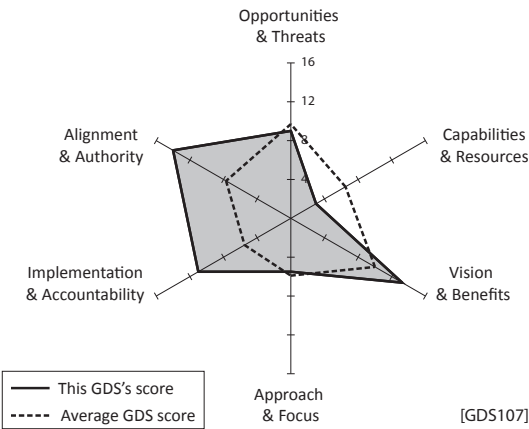 Opportunities
& Threats
16
12
8
4
Alignment
& Authority
Capabilities
& Resources
Implementation
& Accountability
Vision
& Benefits
Approach
& Focus
This GDS's score
Average GDS score
[GDS107]